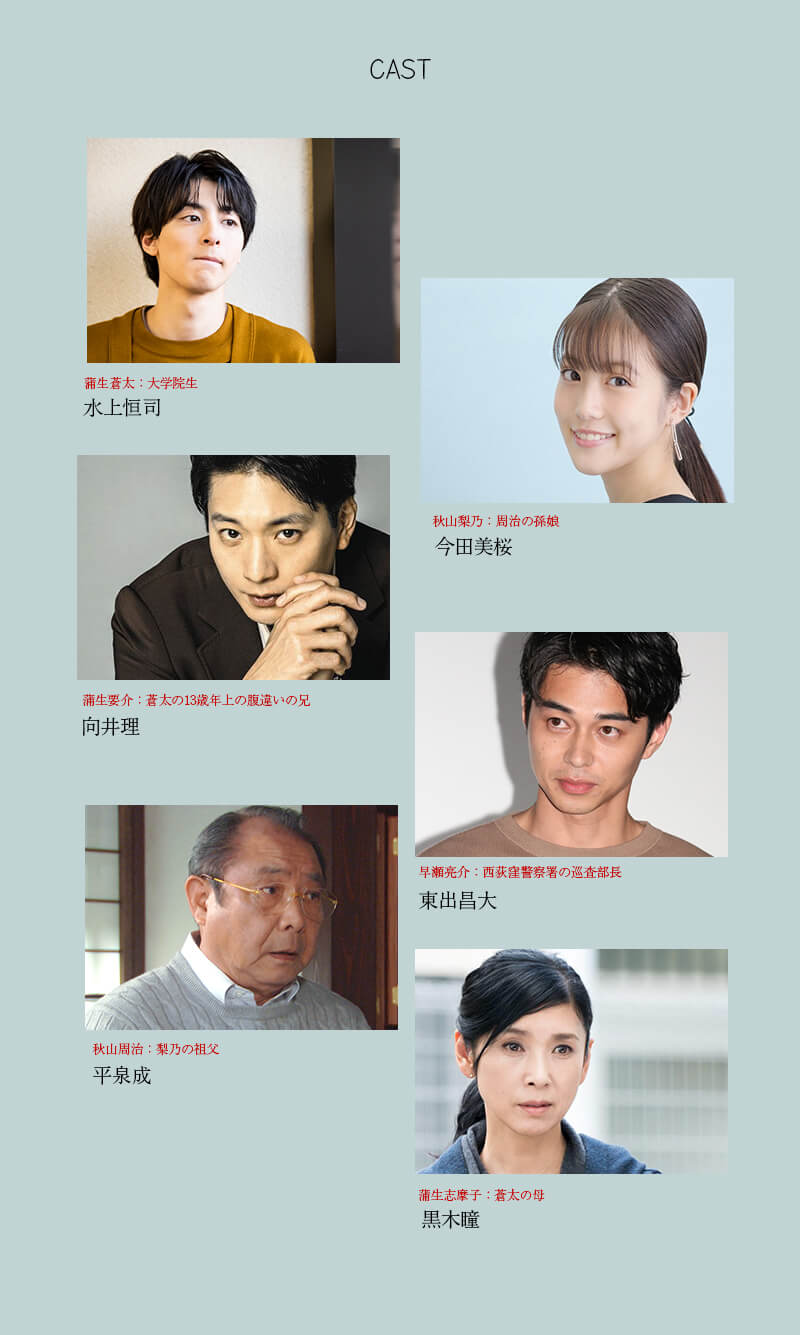 CAST
蒲生蒼太：大学院生
水上恒司
秋山梨乃：周治の孫娘
今田美桜
蒲生要介：蒼太の13歳年上の腹違いの兄
向井理
早瀬亮介：西荻窪警察署の巡査部長
東出昌大
秋山周治：梨乃の祖父
平泉成
蒲生志摩子：蒼太の母
黒木瞳